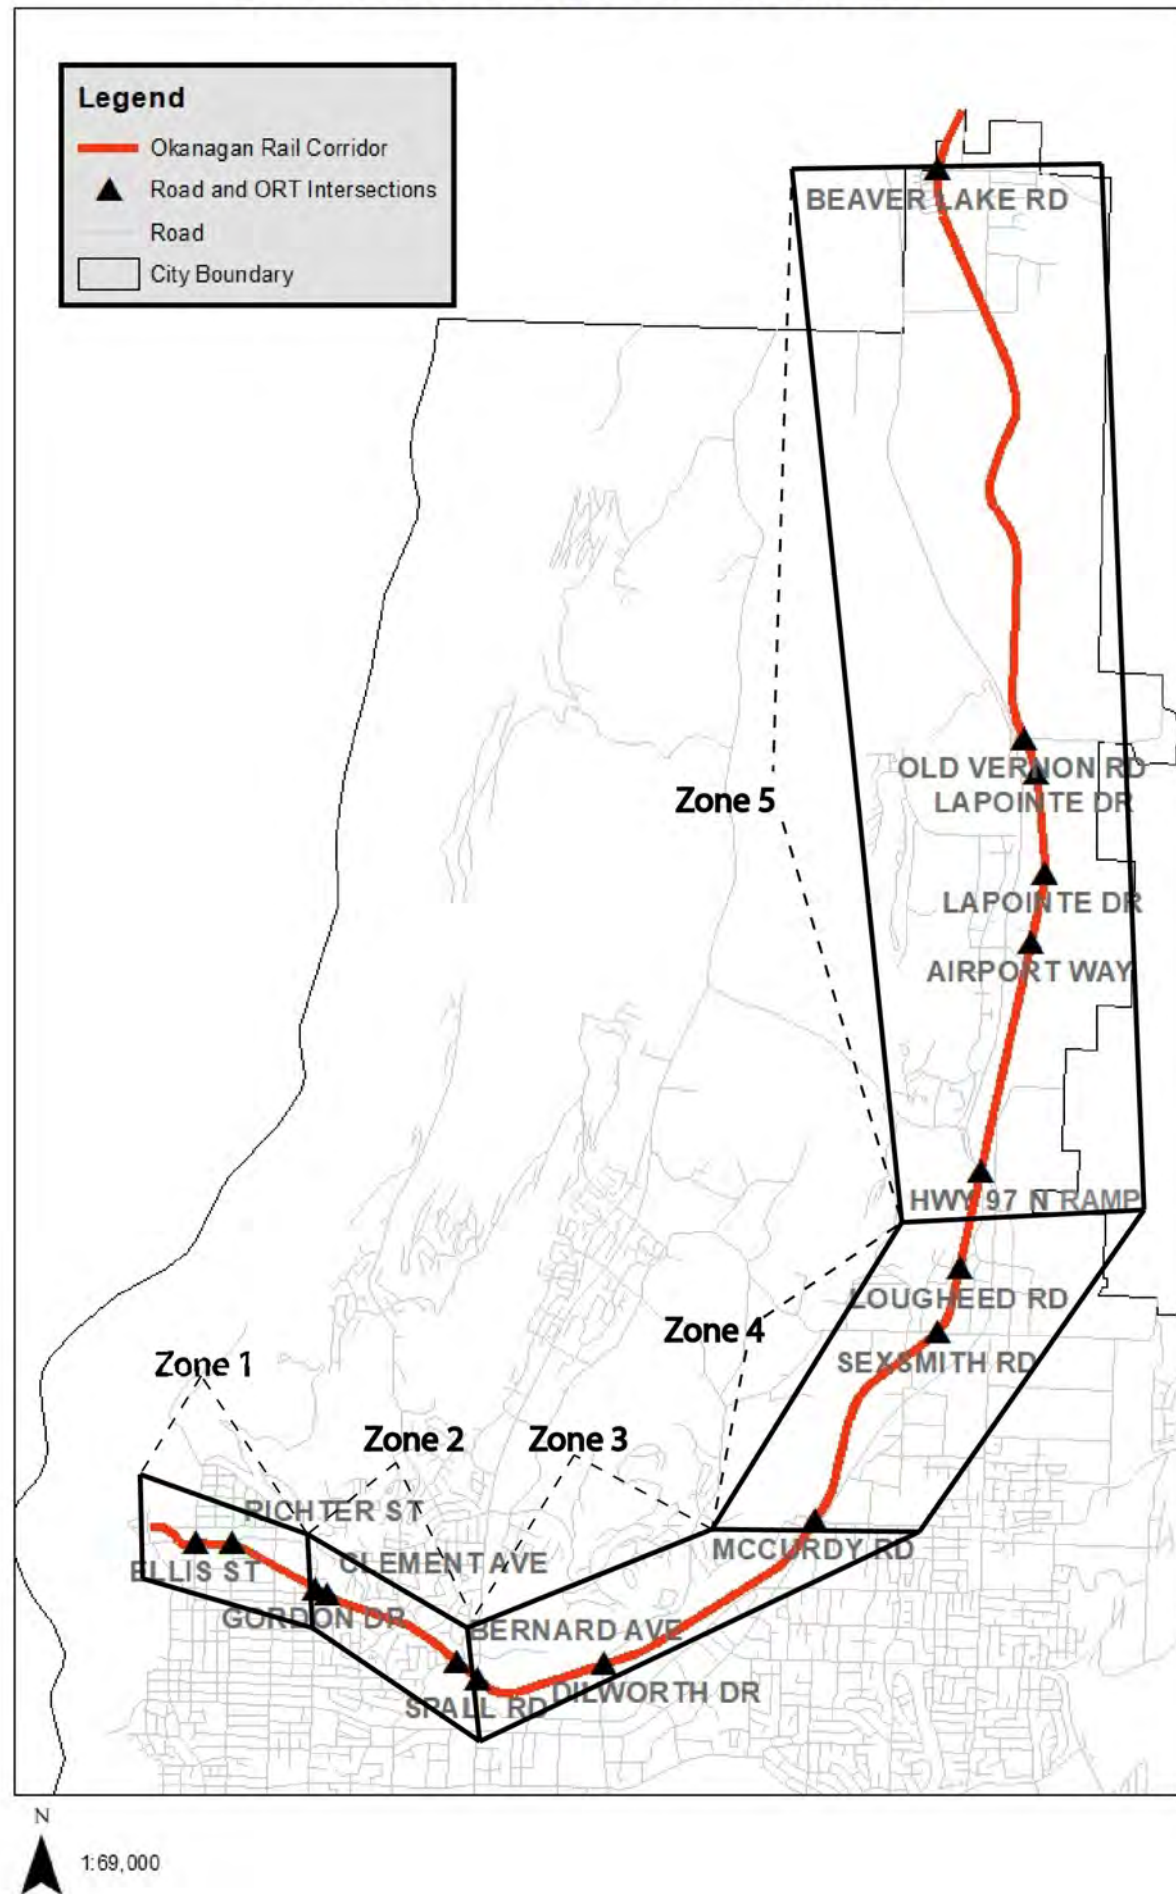 Legend
Okanagan Rail Corridor
Road and ORT Intersections
Road
City Boundary
BEAVER LAKE RD
OLD VERNON RD
LAPOINTE DR
Zone 5
LAPOINTE DR
AIRPORT WAY
HWY 97 N RAMP
LOUGHEED RD
Zone 4
SEXSMITH RD
Zone 1
Zone 2
Zone 3
RICHTER ST
MCCURDY RD
CLEMENT AVE
ELLIS ST
GORDON DR
BERNARD AVE
DILWORTH DR
SPALL RD
N
1:69,000